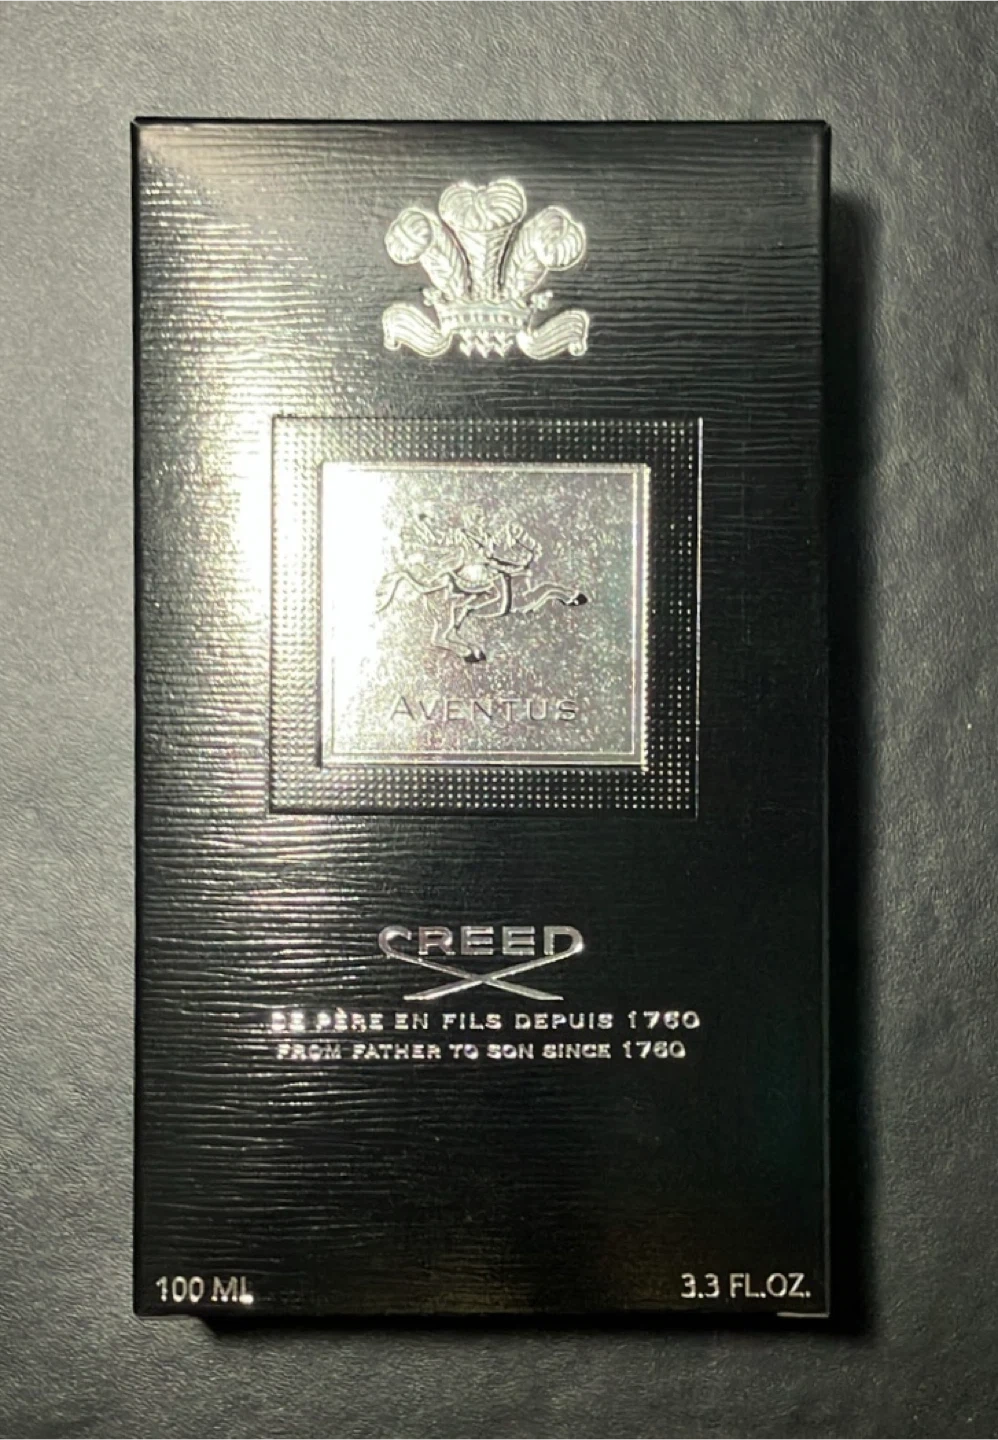 AVENTUS
CREED
DE PÈRE EN FILS DEPUIS 1760
FROM FATHER TO SON SINCE 1760
100 ML
3.3 FL.OZ.